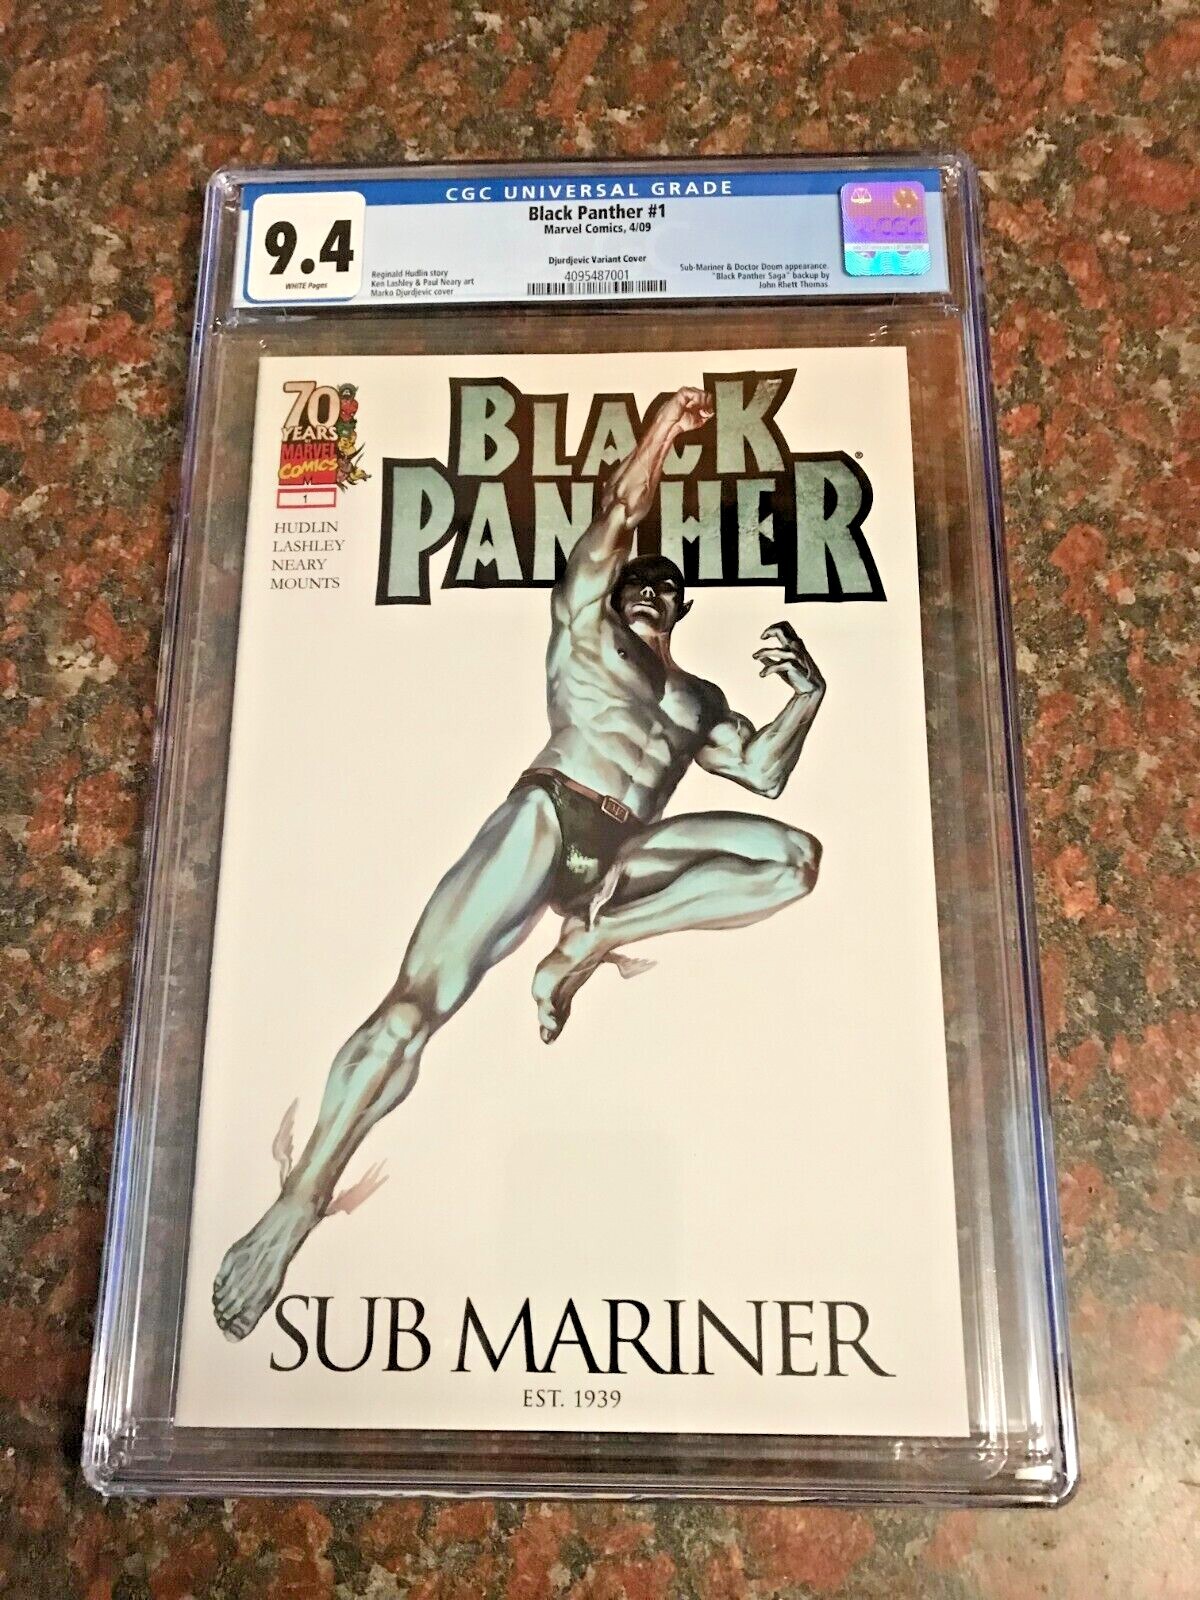 CGC UNIVERSAL GRADE
9.4
WHITE Pages
Black Panther #1
Marvel Comics, 4/09
Djurdjevic Variant Cover
4095487001
Reginald Hudlin story
Ken Lashley & Paul Neary art
Marko Djurdjevic cover
Sub-Mariner & Doctor Doom appearance.
"Black Panther Saga" backup by
John Rhett Thomas
CGC
70
YEARS
OF
MARVEL
COMICS
1
HUDLIN
LASHLEY
NEARY
MOUNTS
BLACK
PANTHER®
SUB MARINER
EST. 1939